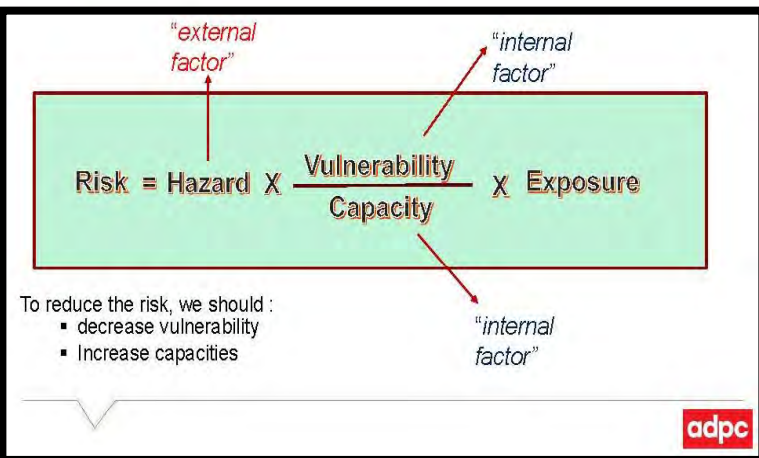 "external
factor"
"internal
factor"
Risk = Hazard X Vulnerability X Exposure
Capacity
To reduce the risk, we should :
▪ decrease vulnerability
▪ Increase capacities
"internal
factor"
adpc